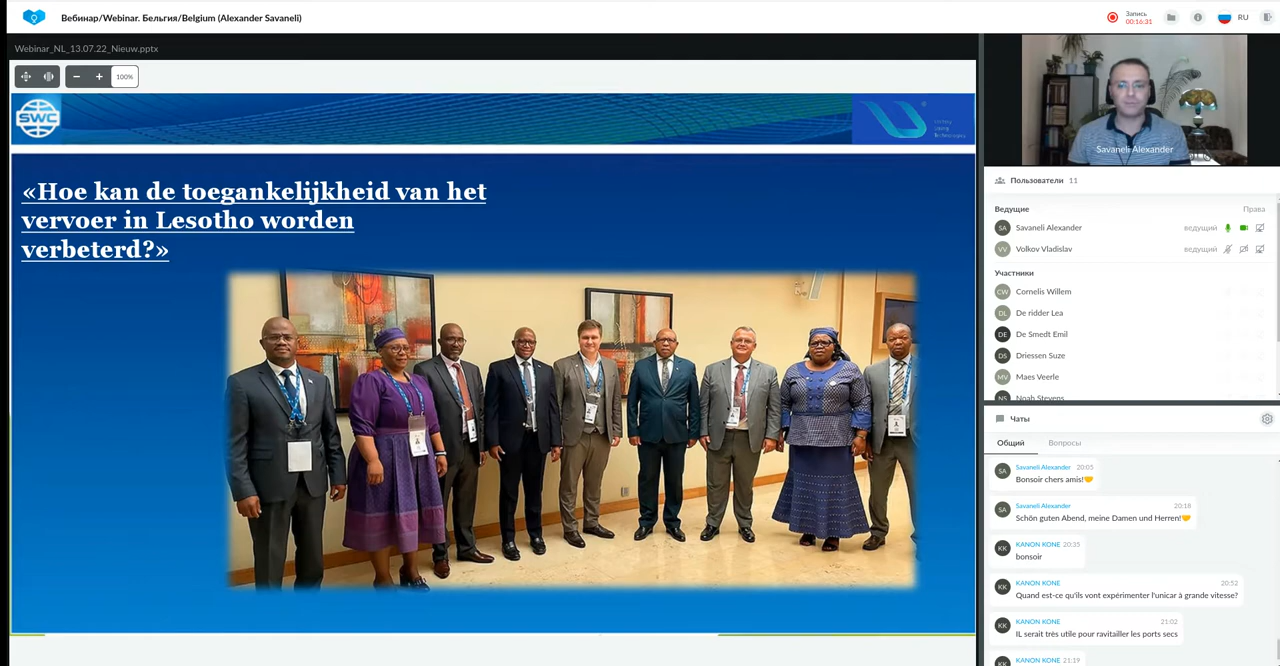 Вебинар/Webinar. Бельгия/Belgium (Alexander Savaneli)
Запись
00:16:31
RU
Webinar_NL_13.07.22_Nieuw.pptx
100%
SWC
«Hoe kan de toegankelijkheid van het
vervoer in Lesotho worden
verbeterd?»
Savaneli Alexander
Пользователи 11
Ведущие
Права
SA Savaneli Alexander ведущий
VV Volkov Vladislav ведущий
Участники
CW Cornelis Willem
DL De ridder Lea
DE De Smedt Emil
DS Driessen Suze
MV Maes Veerle
NS Noah Stevens
Чаты
Общий Вопросы
SA Savaneli Alexander 20:05
Bonsoir chers amis!🧡
SA Savaneli Alexander 20:18
Schön guten Abend, meine Damen und Herren!🧡
KK KANON KONE 20:35
bonsoir
KK KANON KONE 20:52
Quand est-ce qu'ils vont expérimenter l'unicar à grande vitesse?
KK KANON KONE 21:02
IL serait très utile pour ravitailler les ports secs
KK KANON KONE 21:19